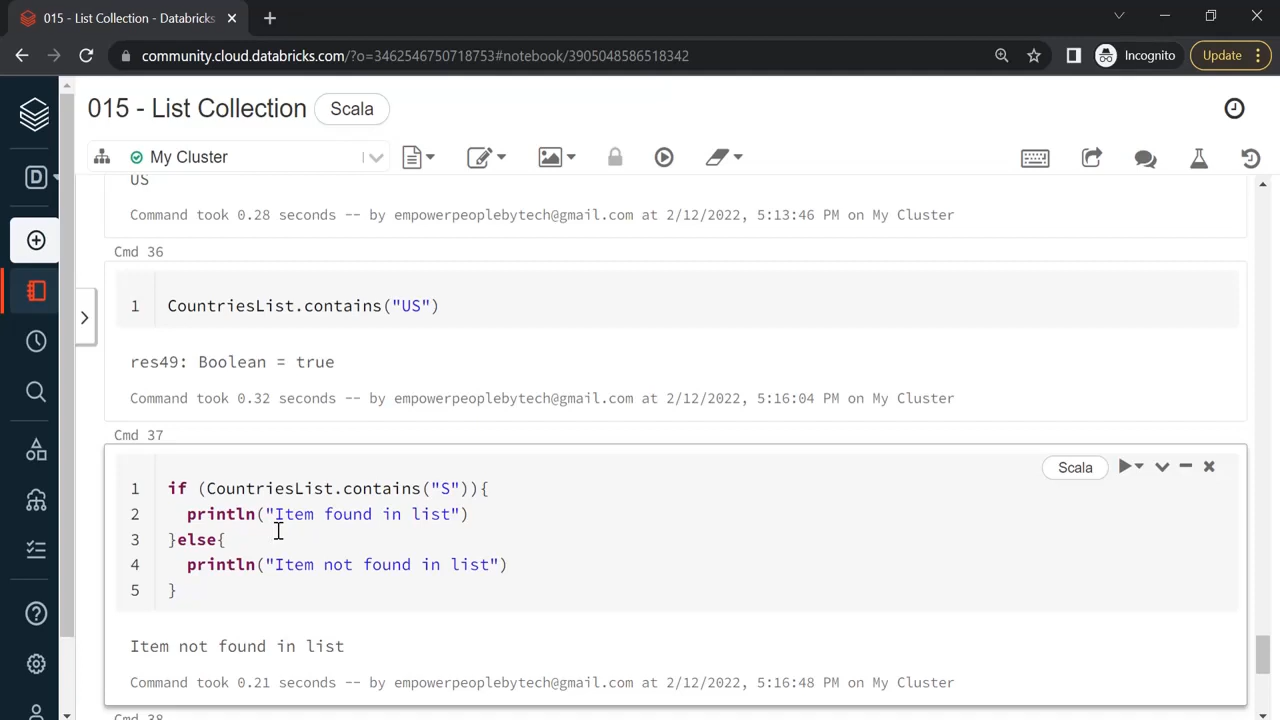 015 - List Collection - Databricks
community.cloud.databricks.com/?o=3462546750718753#notebook/3905048586518342
Incognito
Update
015 - List Collection
Scala
D
My Cluster
US
Command took 0.28 seconds -- by empowerpeoplebytech@gmail.com at 2/12/2022, 5:13:46 PM on My Cluster
Cmd 36
1 CountriesList.contains("US")
res49: Boolean = true
Command took 0.32 seconds -- by empowerpeoplebytech@gmail.com at 2/12/2022, 5:16:04 PM on My Cluster
Cmd 37
Scala
1 if (CountriesList.contains("S")){
2 println("Item found in list")
3 }else{
4 println("Item not found in list")
5 }
Item not found in list
Command took 0.21 seconds -- by empowerpeoplebytech@gmail.com at 2/12/2022, 5:16:48 PM on My Cluster
Cmd 38